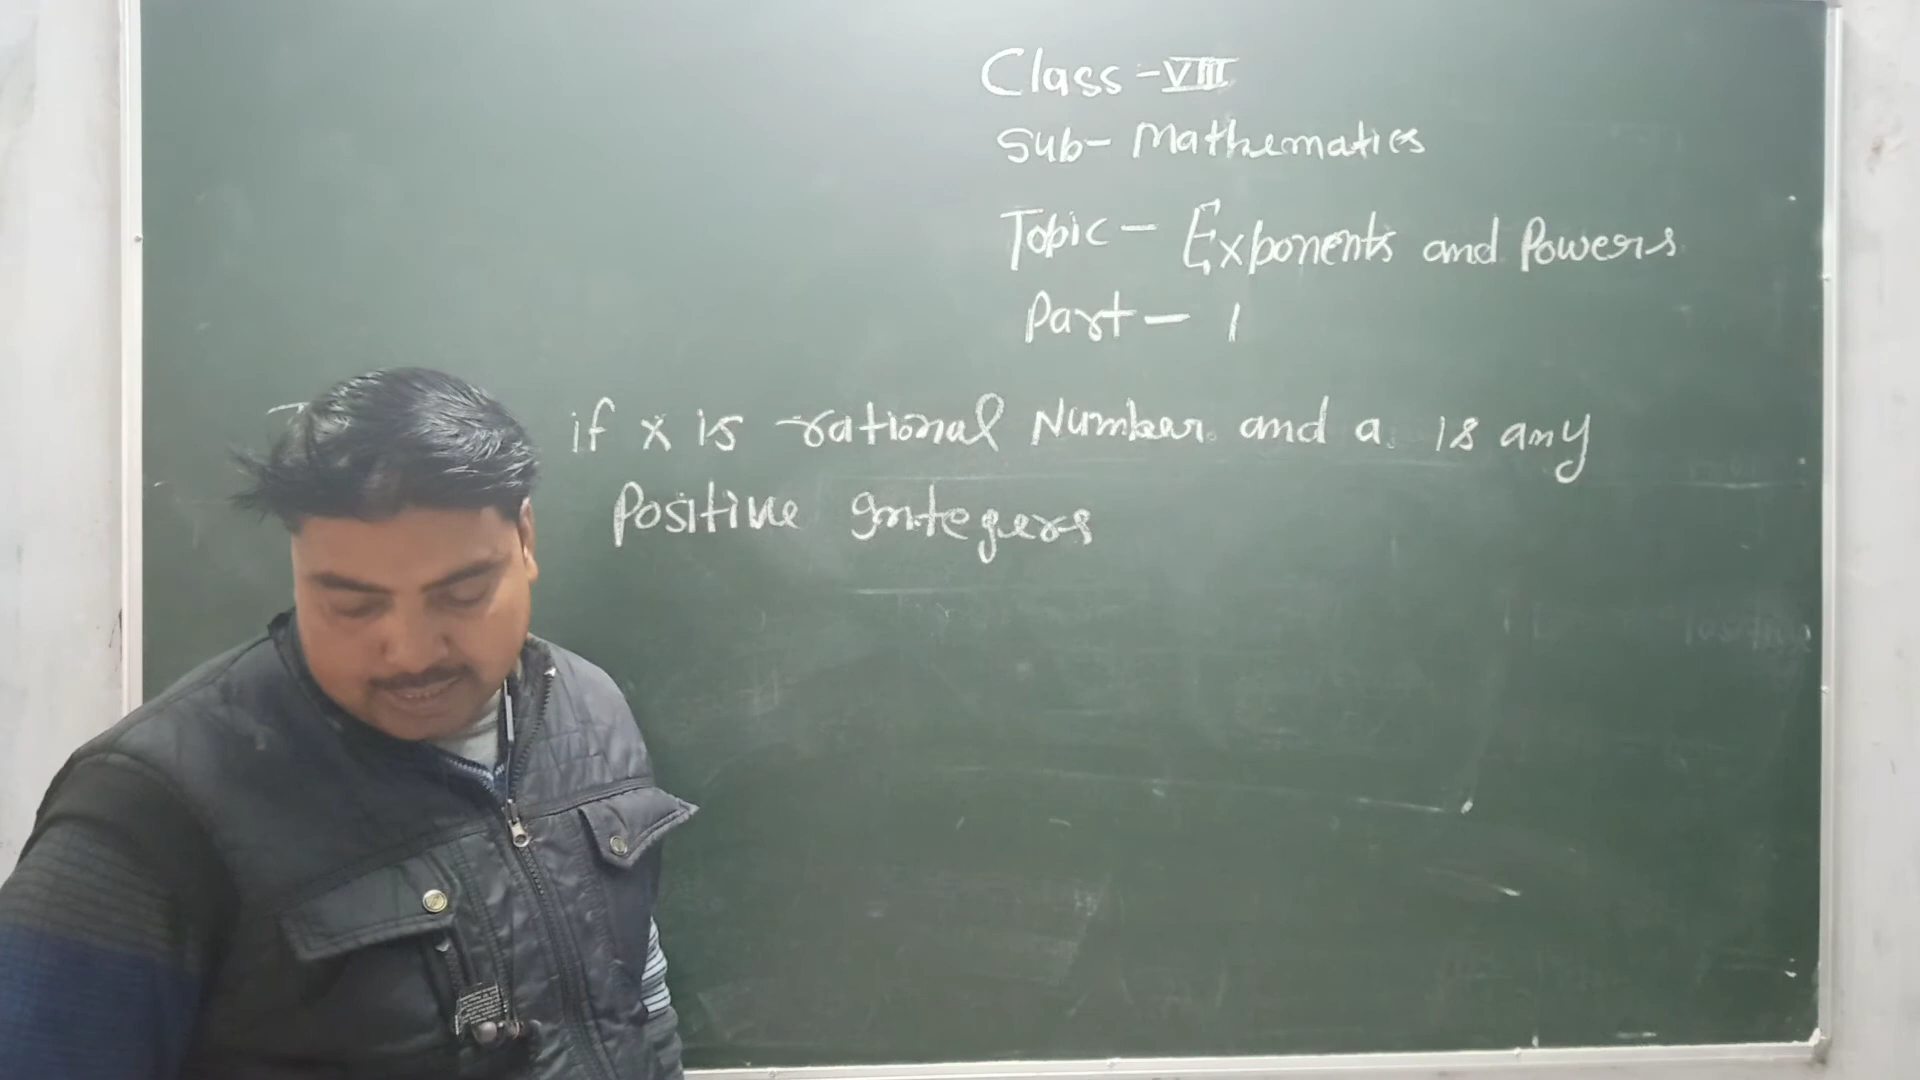 Class - VIII
Sub - Mathematics
Topic - Exponents and Powers
Part - 1
if x is rational Number and a is any
Positive Integers